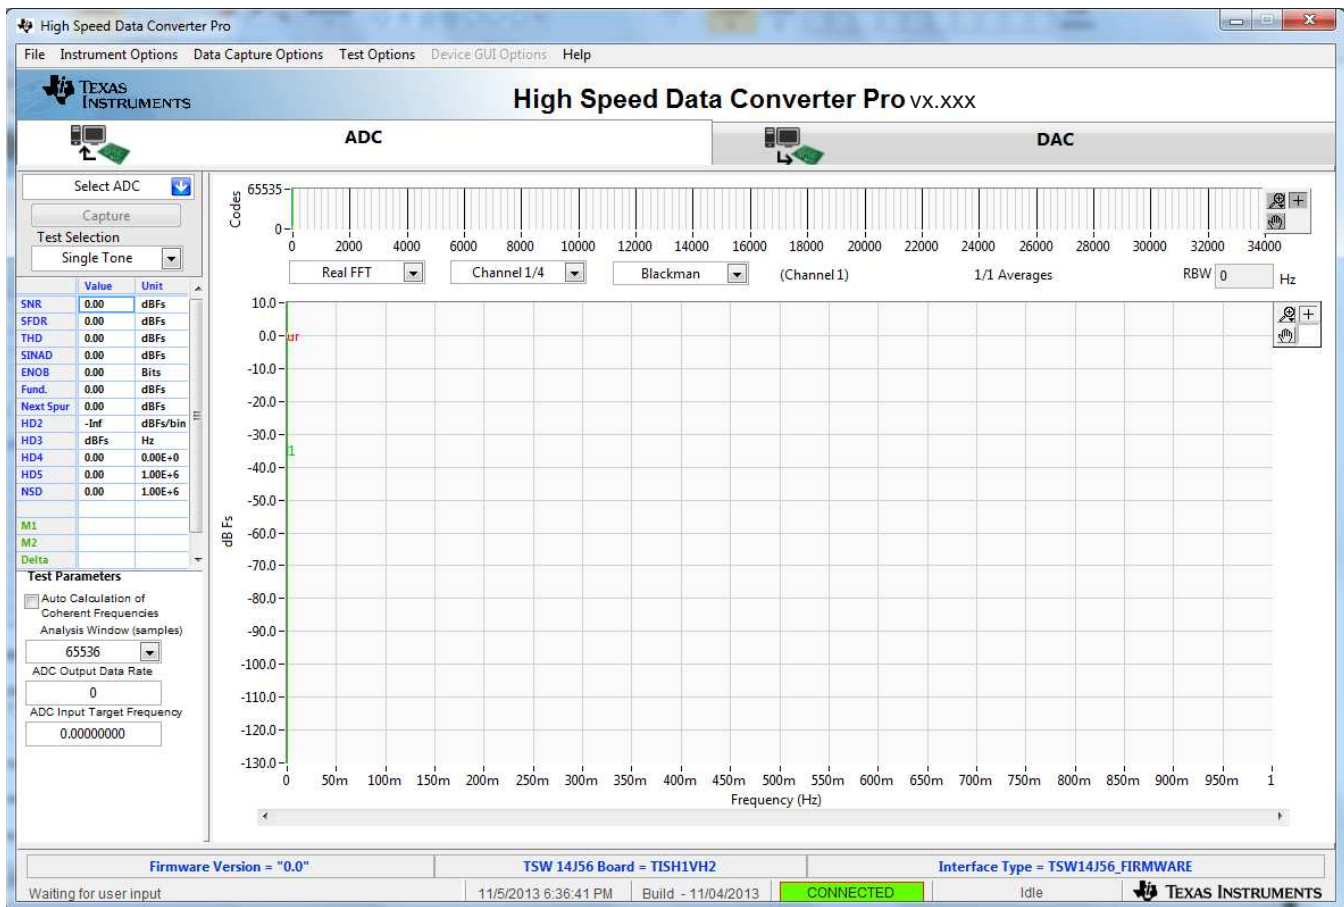 High Speed Data Converter Pro
File Instrument Options Data Capture Options Test Options Device GUI Options Help
TEXAS INSTRUMENTS
High Speed Data Converter Pro vx.xxx
ADC
DAC
Select ADC
Capture
Test Selection
Single Tone
Value Unit
SNR 0.00 dBFs
SFDR 0.00 dBFs
THD 0.00 dBFs
SINAD 0.00 dBFs
ENOB 0.00 Bits
Fund. 0.00 dBFs
Next Spur 0.00 dBFs
HD2 -Inf dBFs/bin
HD3 dBFs Hz
HD4 0.00 0.00E+0
HD5 0.00 1.00E+6
NSD 0.00 1.00E+6
M1
M2
Delta
Test Parameters
Auto Calculation of
Coherent Frequencies
Analysis Window (samples)
65536
ADC Output Data Rate
0
ADC Input Target Frequency
0.00000000
Codes
65535
0
0 2000 4000 6000 8000 10000 12000 14000 16000 18000 20000 22000 24000 26000 28000 30000 32000 34000
Real FFT Channel 1/4 Blackman (Channel 1) 1/1 Averages RBW 0 Hz
dB Fs
10.0
0.0
-10.0
-20.0
-30.0
1
-40.0
-50.0
-60.0
-70.0
-80.0
-90.0
-100.0
-110.0
-120.0
-130.0
0 50m 100m 150m 200m 250m 300m 350m 400m 450m 500m 550m 600m 650m 700m 750m 800m 850m 900m 950m 1
Frequency (Hz)
Firmware Version = "0.0" TSW 14J56 Board = TISH1VH2 Interface Type = TSW14J56_FIRMWARE
Waiting for user input 11/5/2013 6:36:41 PM Build - 11/04/2013 CONNECTED Idle TEXAS INSTRUMENTS